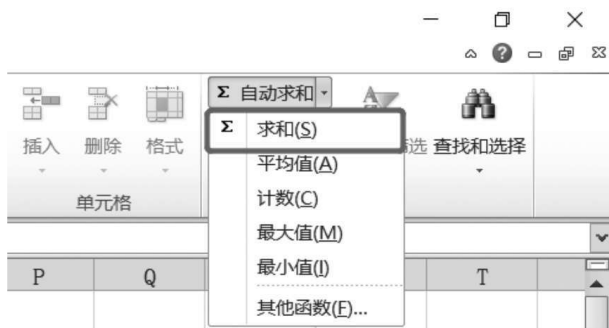 Σ 自动求和
Σ 求和(S)
平均值(A)
计数(C)
最大值(M)
最小值(I)
其他函数(F)...
插入 删除 格式
选 查找和选择
单元格
P Q T